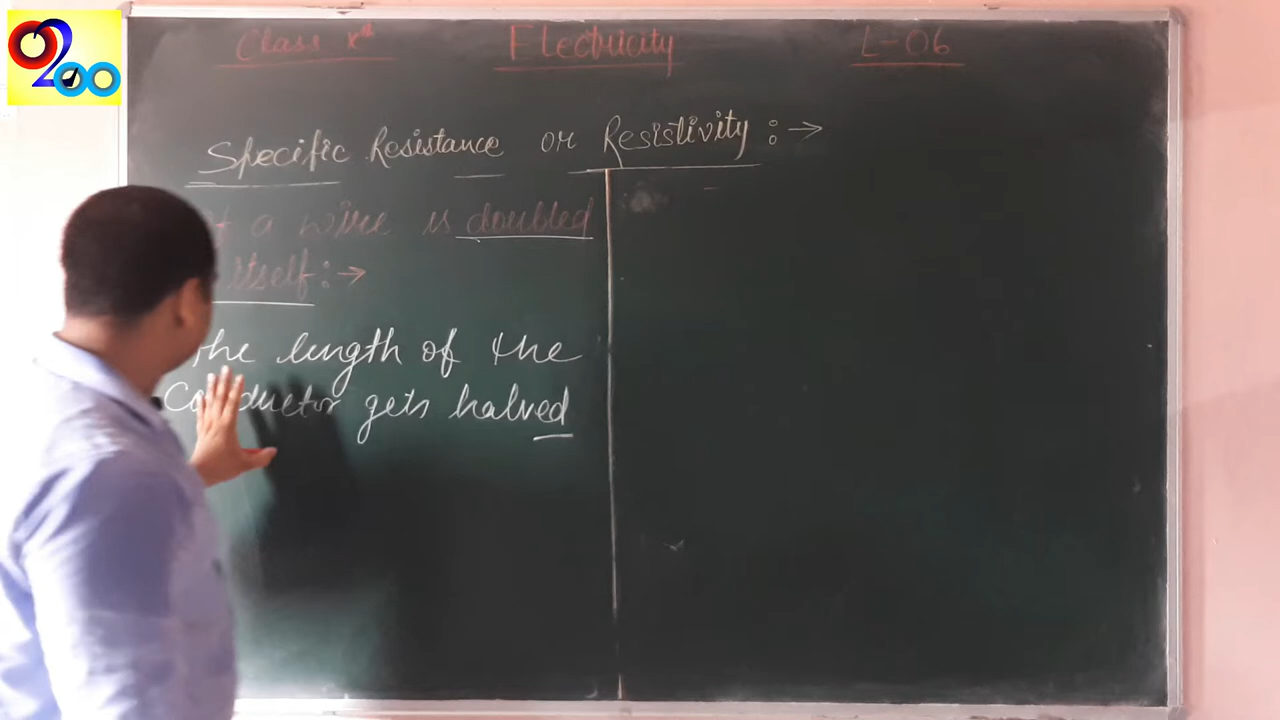 O2OO
Class Xth
Electricity
L-06
Specific Resistance or Resistivity :→
a wire is doubled
itself :→
the length of the
Conductor gets halved